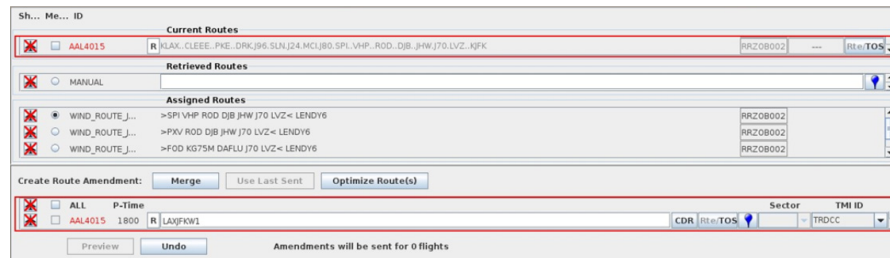 Sh... Me... ID
Current Routes
AAL4015 R KLAX..CLEEE..PKE..DRK.J96.SLN.J24.MCI.J80.SPI..VHP..ROD..DJB..JHW.J70.LVZ..KJFK RRZOB002 --- Rte/TOS
Retrieved Routes
MANUAL
Assigned Routes
WIND_ROUTE_J... >SPI VHP ROD DJB JHW J70 LVZ< LENDY6 RRZOB002
WIND_ROUTE_J... >PXV ROD DJB JHW J70 LVZ< LENDY6 RRZOB002
WIND_ROUTE_J... >FOD KG75M DAFLU J70 LVZ< LENDY6 RRZOB002
Create Route Amendment: Merge Use Last Sent Optimize Route(s)
ALL P-Time Sector TMI ID
AAL4015 1800 R LAXJFKW1 CDR Rte/TOS TRDCC
Preview Undo Amendments will be sent for 0 flights